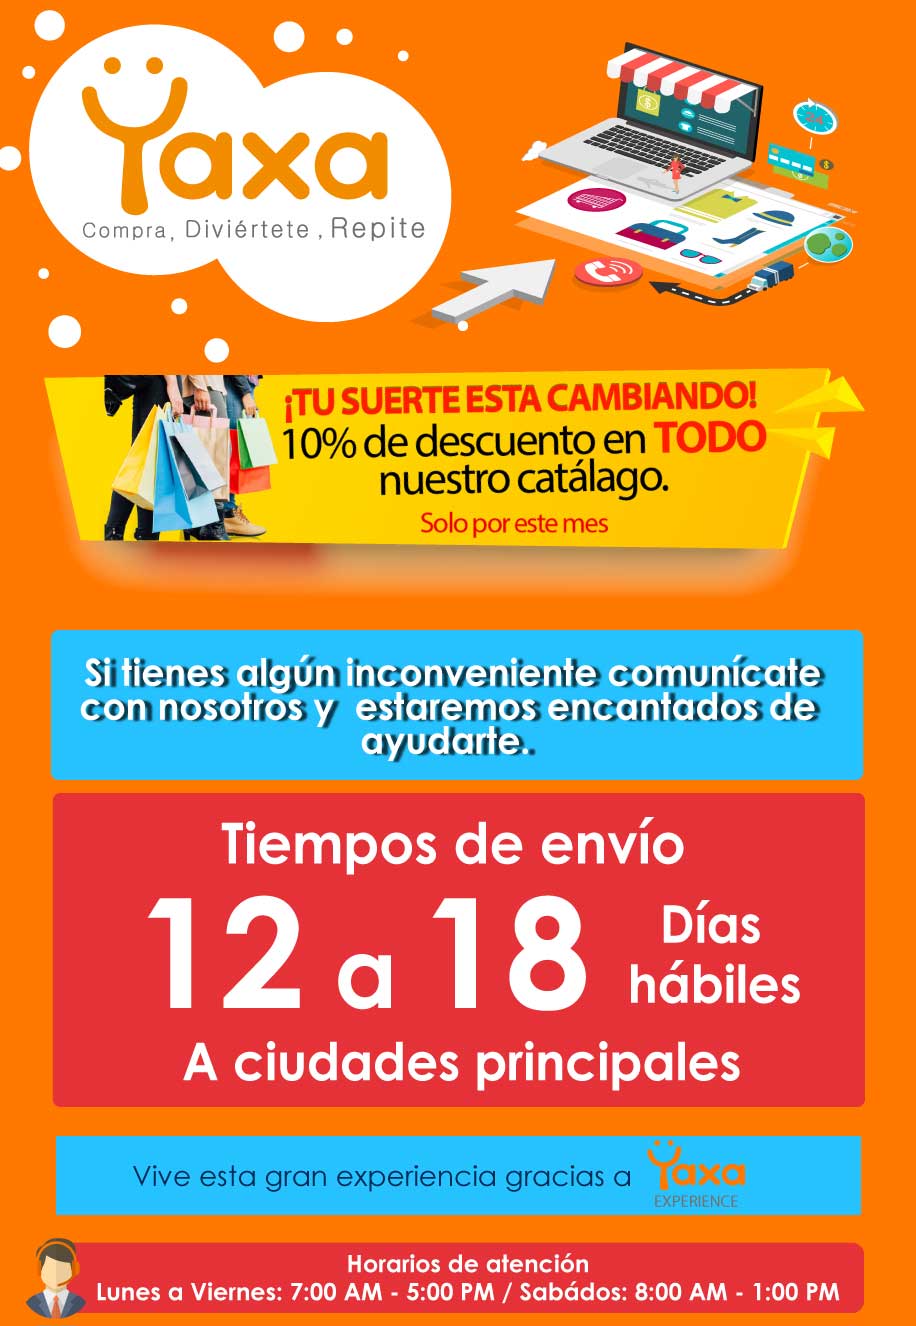 Yaxa
Compra, Diviértete, Repite
24
¡TU SUERTE ESTA CAMBIANDO!
10% de descuento en TODO
nuestro catálago.
Solo por este mes
Si tienes algún inconveniente comunícate
con nosotros y estaremos encantados de
ayudarte.
Tiempos de envío
12 a 18 Días
hábiles
A ciudades principales
Vive esta gran experiencia gracias a Yaxa
EXPERIENCE
Horarios de atención
Lunes a Viernes: 7:00 AM - 5:00 PM / Sabádos: 8:00 AM - 1:00 PM